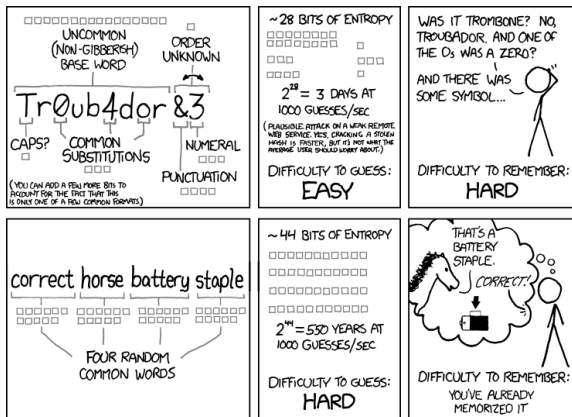 UNCOMMON
(NON-GIBBERISH)
BASE WORD
ORDER
UNKNOWN
Tr0ub4dor &3
CAPS?
COMMON
SUBSTITUTIONS
NUMERAL
PUNCTUATION
(YOU CAN ADD A FEW MORE BITS TO
ACCOUNT FOR THE FACT THAT THIS
IS ONLY ONE OF A FEW COMMON FORMATS.)
~28 BITS OF ENTROPY
2²⁸ = 3 DAYS AT
1000 GUESSES/SEC
(PLAUSIBLE ATTACK ON A WEAK REMOTE
WEB SERVICE. YES, CRACKING A STOLEN
HASH IS FASTER, BUT IT'S NOT WHAT THE
AVERAGE USER SHOULD WORRY ABOUT.)
DIFFICULTY TO GUESS:
EASY
WAS IT TROMBONE? NO,
TROUBADOR. AND ONE OF
THE Os WAS A ZERO?
AND THERE WAS
SOME SYMBOL...
DIFFICULTY TO REMEMBER:
HARD
correct horse battery staple
FOUR RANDOM
COMMON WORDS
~44 BITS OF ENTROPY
2⁴⁴ = 550 YEARS AT
1000 GUESSES/SEC
DIFFICULTY TO GUESS:
HARD
THAT'S A
BATTERY
STAPLE.
CORRECT!
DIFFICULTY TO REMEMBER:
YOU'VE ALREADY
MEMORIZED IT